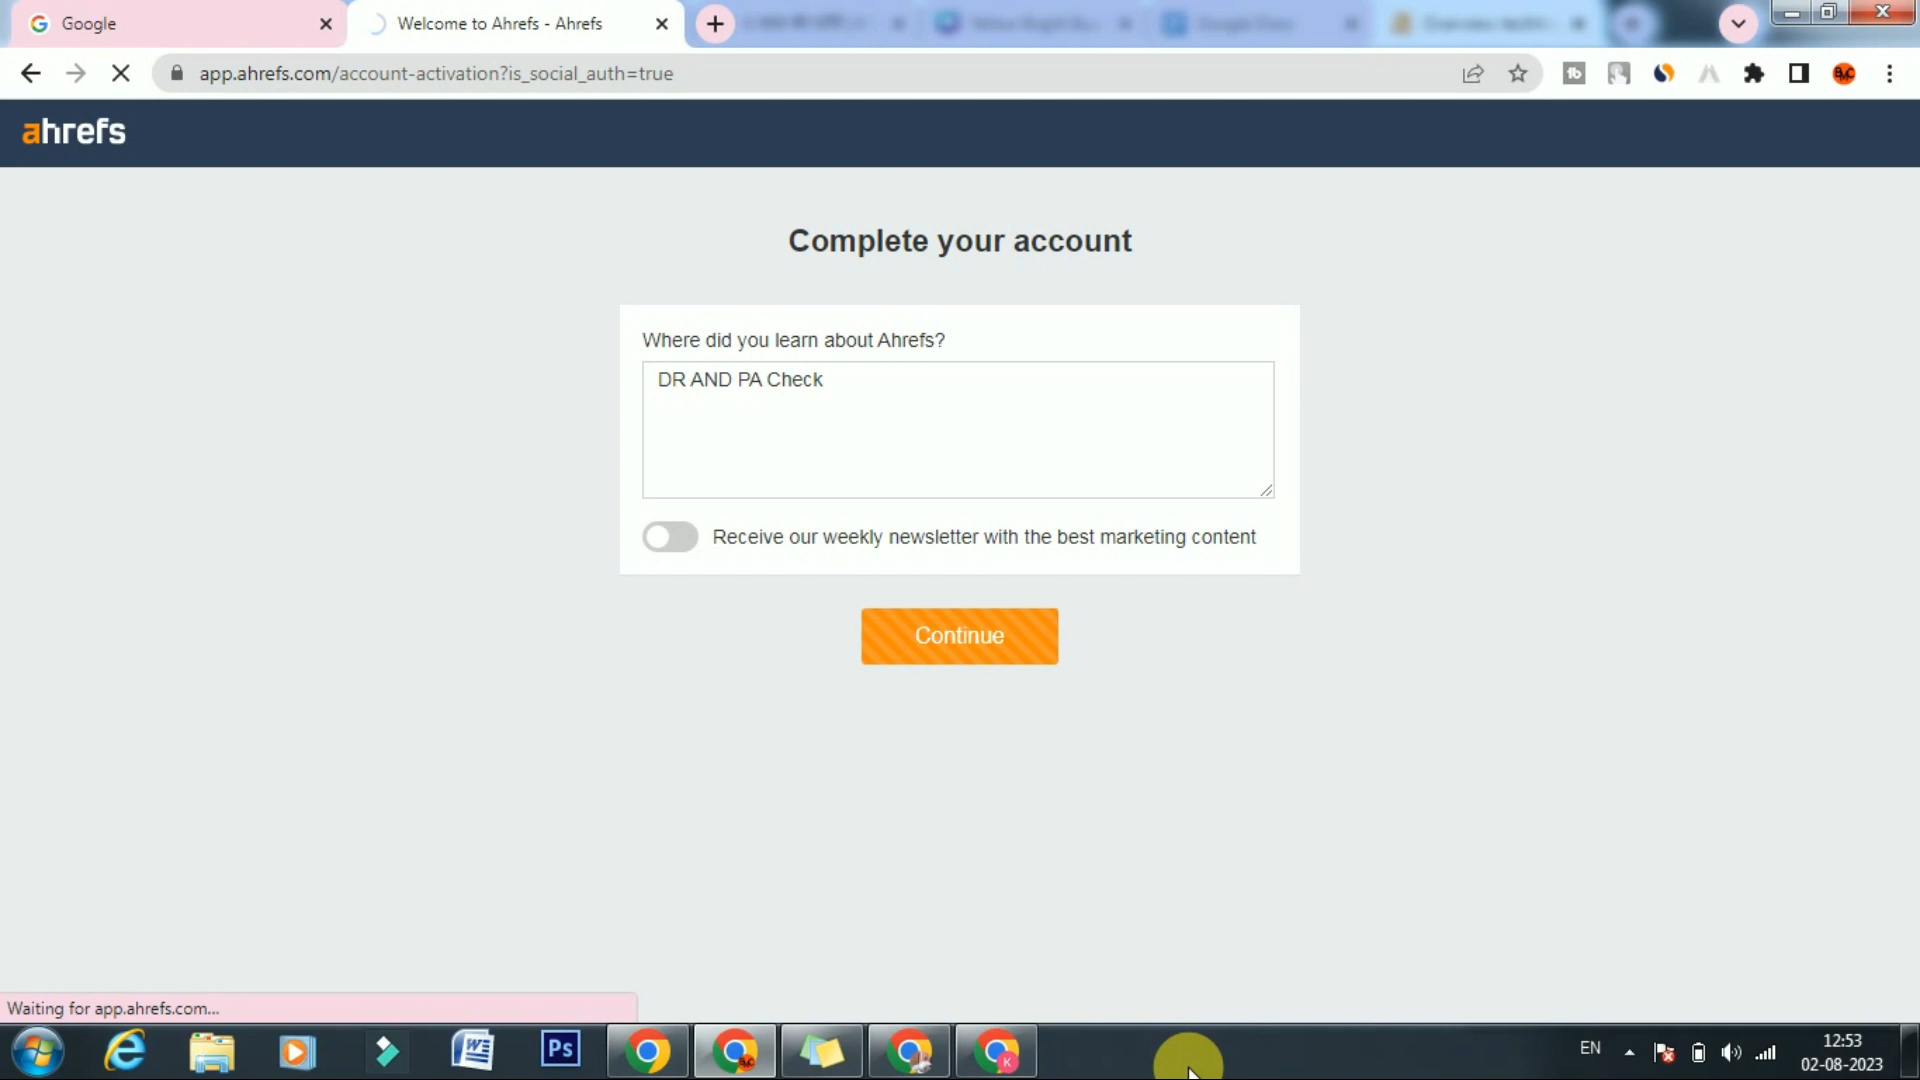 Google
Welcome to Ahrefs - Ahrefs
app.ahrefs.com/account-activation?is_social_auth=true
ahrefs
Complete your account
Where did you learn about Ahrefs?
DR AND PA Check
Receive our weekly newsletter with the best marketing content
Continue
Waiting for app.ahrefs.com...
Ps
K
EN
12:53
02-08-2023